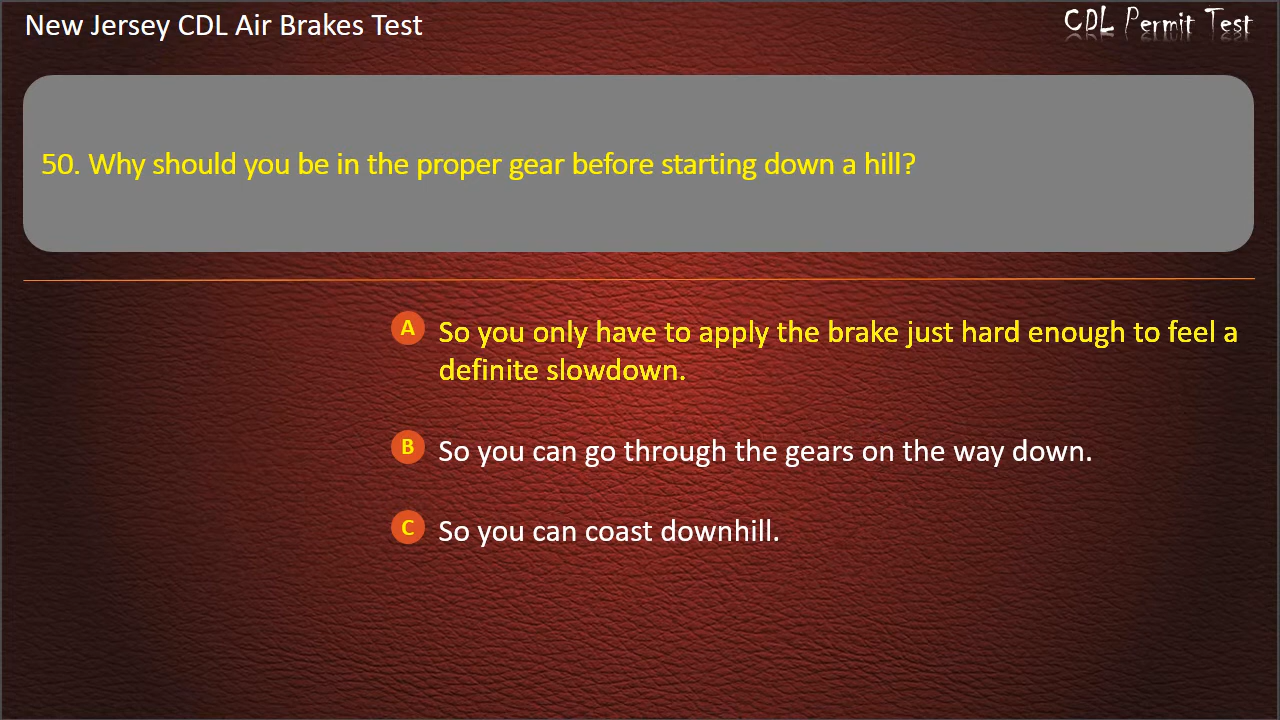 New Jersey CDL Air Brakes Test
CDL Permit Test
50. Why should you be in the proper gear before starting down a hill?
A So you only have to apply the brake just hard enough to feel a
definite slowdown.
B So you can go through the gears on the way down.
C So you can coast downhill.